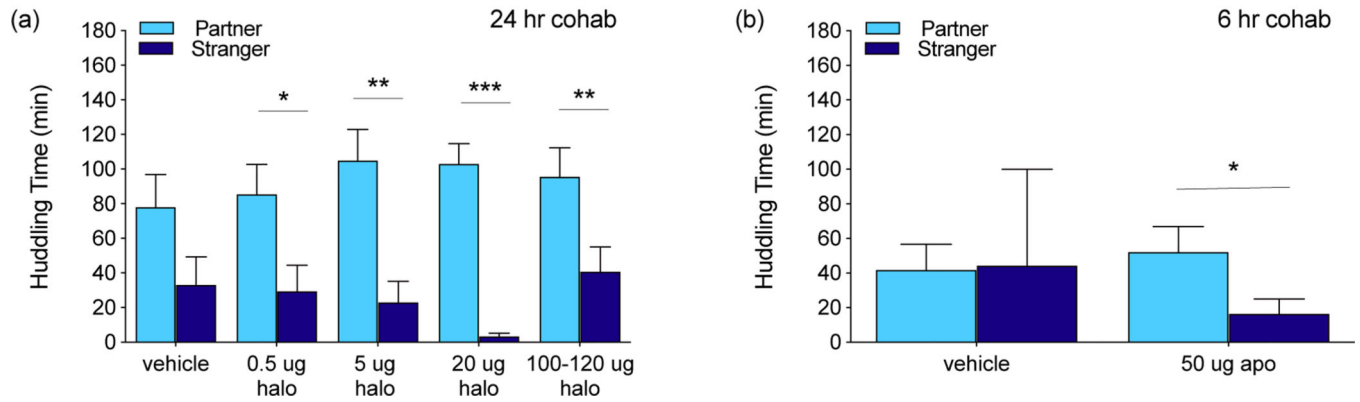 (a)
24 hr cohab
Partner
Stranger
Huddling Time (min)
180
160
140
120
100
80
60
40
20
0
*
**
***
**
vehicle
0.5 ug halo
5 ug halo
20 ug halo
100-120 ug halo
(b)
6 hr cohab
Partner
Stranger
Huddling Time (min)
180
160
140
120
100
80
60
40
20
0
*
vehicle
50 ug apo